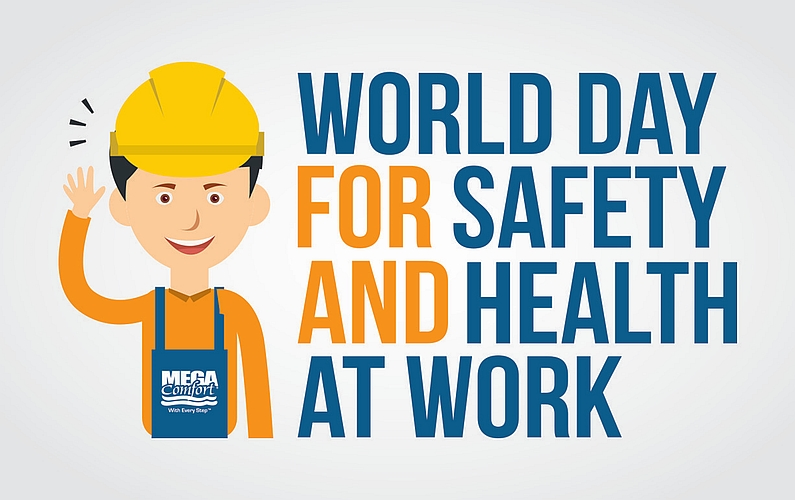 WORLD DAY
FOR SAFETY
AND HEALTH
AT WORK
MEGA
Comfort
With Every Step™